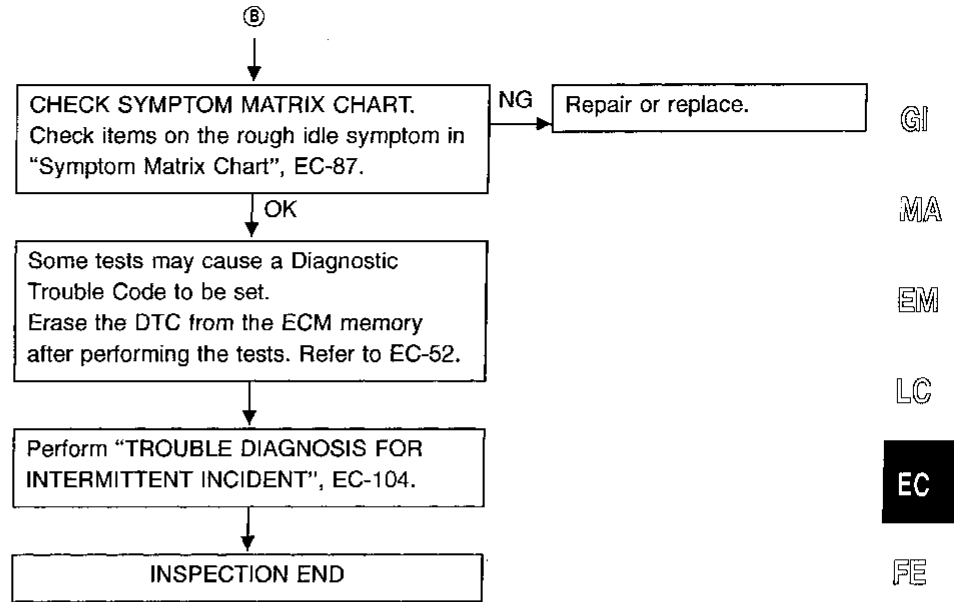 Ⓑ
CHECK SYMPTOM MATRIX CHART.
Check items on the rough idle symptom in
“Symptom Matrix Chart”, EC-87.
NG
Repair or replace.
OK
Some tests may cause a Diagnostic
Trouble Code to be set.
Erase the DTC from the ECM memory
after performing the tests. Refer to EC-52.
Perform “TROUBLE DIAGNOSIS FOR
INTERMITTENT INCIDENT”, EC-104.
INSPECTION END
GI
MA
EM
LC
EC
FE